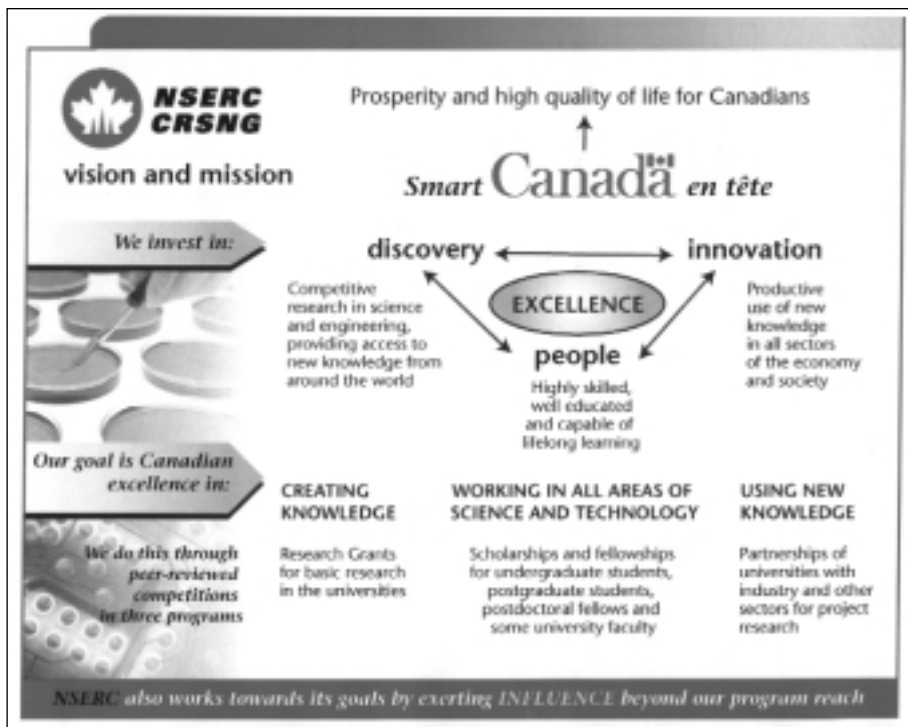 NSERC
CRSNG
vision and mission
Prosperity and high quality of life for Canadians
Smart Canada en tête
We invest in:
discovery
innovation
EXCELLENCE
people
Competitive
research in science
and engineering,
providing access to
new knowledge from
around the world
Highly skilled,
well educated
and capable of
lifelong learning
Productive
use of new
knowledge
in all sectors
of the economy
and society
Our goal is Canadian
excellence in:
CREATING
KNOWLEDGE
WORKING IN ALL AREAS OF
SCIENCE AND TECHNOLOGY
USING NEW
KNOWLEDGE
We do this through
peer-reviewed
competitions
in three programs
Research Grants
for basic research
in the universities
Scholarships and fellowships
for undergraduate students,
postgraduate students,
postdoctoral fellows and
some university faculty
Partnerships of
universities with
industry and other
sectors for project
research
NSERC also works towards its goals by exerting INFLUENCE beyond our program reach